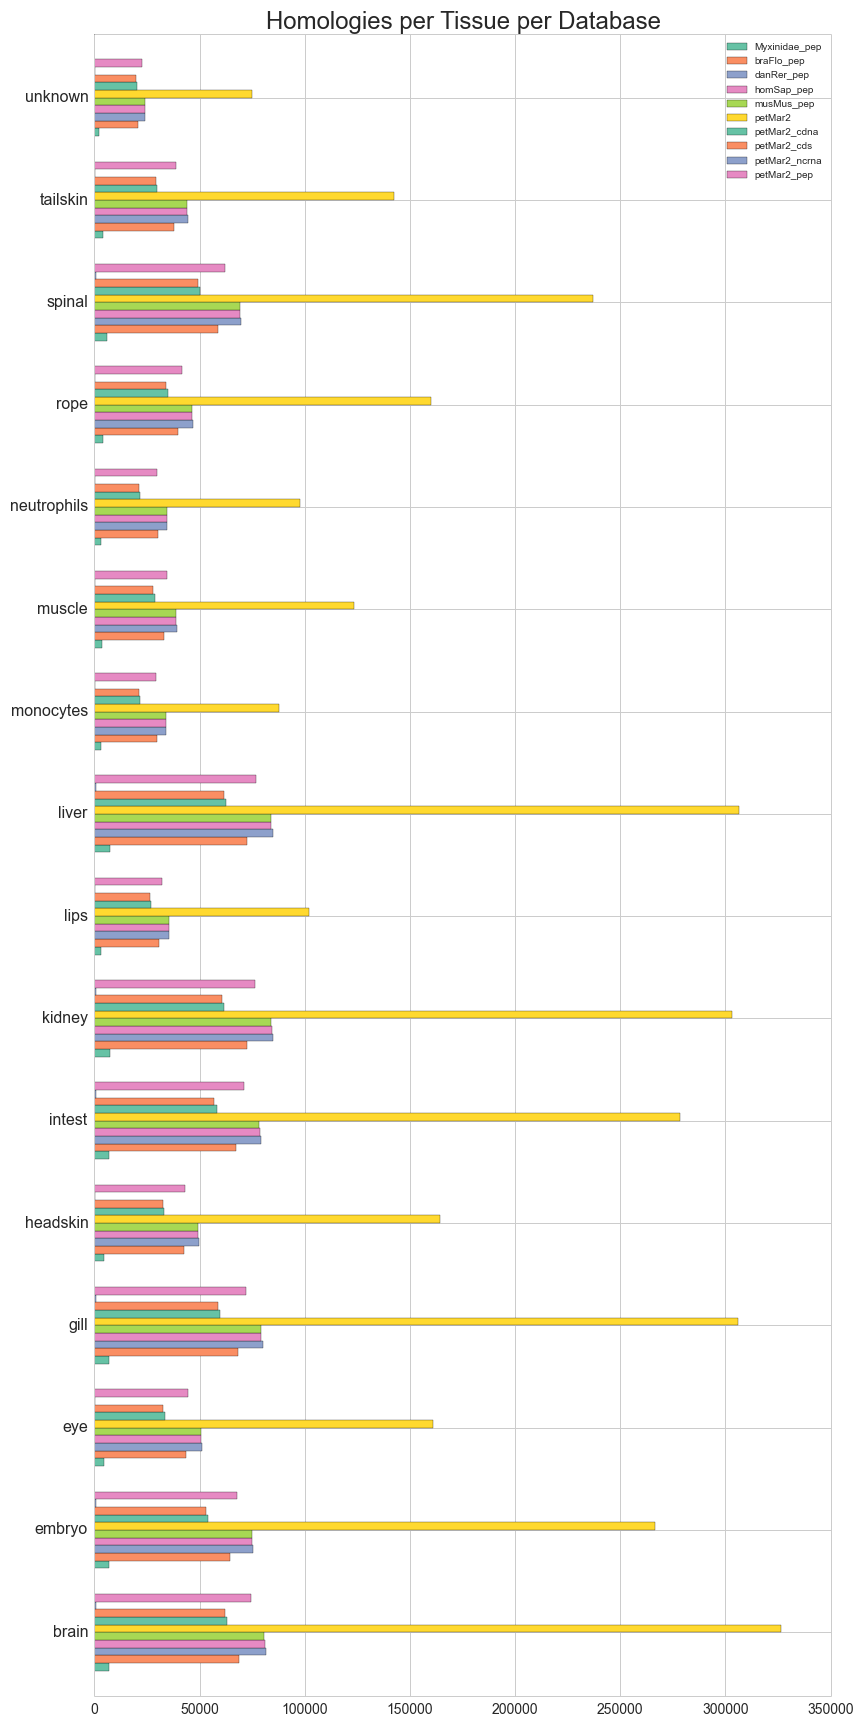 Homologies per Tissue per Database
Myxinidae_pep
braFlo_pep
danRer_pep
homSap_pep
musMus_pep
petMar2
petMar2_cdna
petMar2_cds
petMar2_ncrna
petMar2_pep
unknown
tailskin
spinal
rope
neutrophils
muscle
monocytes
liver
lips
kidney
intest
headskin
gill
eye
embryo
brain
0 50000 100000 150000 200000 250000 300000 350000